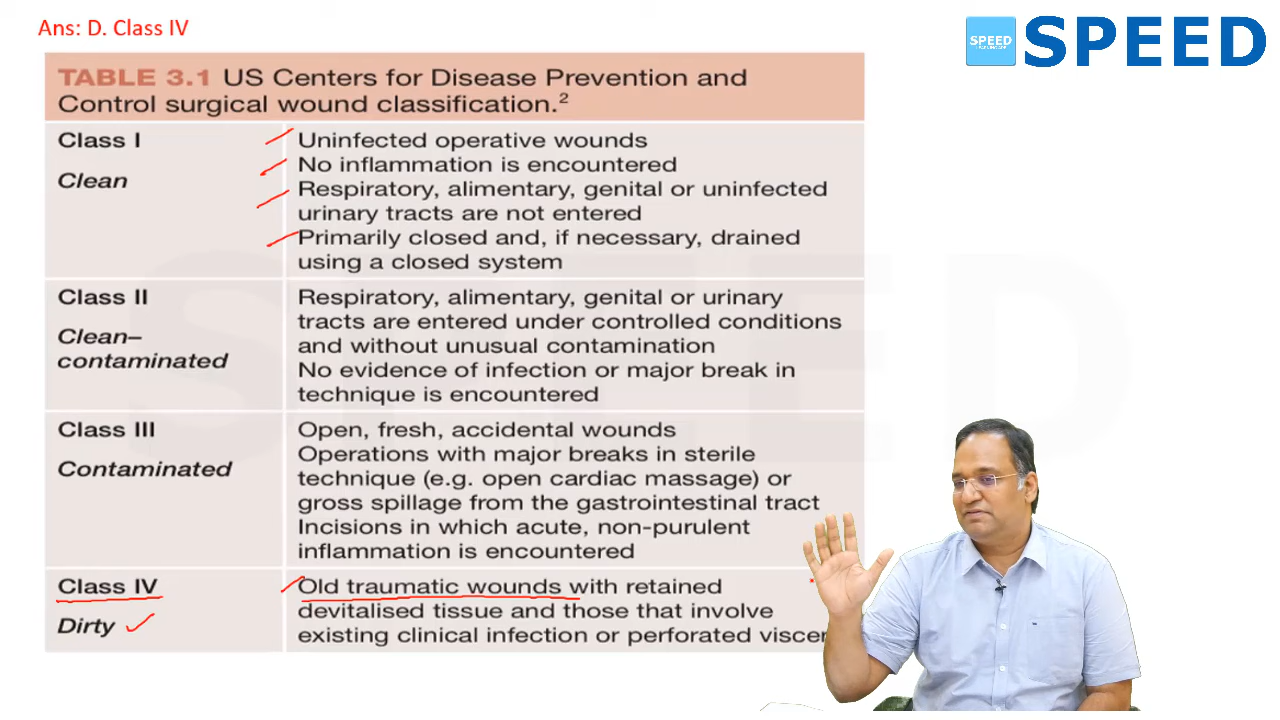 Ans: D. Class IV
SPEED
SPEED
TABLE 3.1 US Centers for Disease Prevention and
Control surgical wound classification.2
Class I
Clean
Uninfected operative wounds
No inflammation is encountered
Respiratory, alimentary, genital or uninfected
urinary tracts are not entered
Primarily closed and, if necessary, drained
using a closed system
Class II
Clean–
contaminated
Respiratory, alimentary, genital or urinary
tracts are entered under controlled conditions
and without unusual contamination
No evidence of infection or major break in
technique is encountered
Class III
Contaminated
Open, fresh, accidental wounds
Operations with major breaks in sterile
technique (e.g. open cardiac massage) or
gross spillage from the gastrointestinal tract
Incisions in which acute, non-purulent
inflammation is encountered
Class IV
Dirty
Old traumatic wounds with retained
devitalised tissue and those that involve
existing clinical infection or perforated viscer